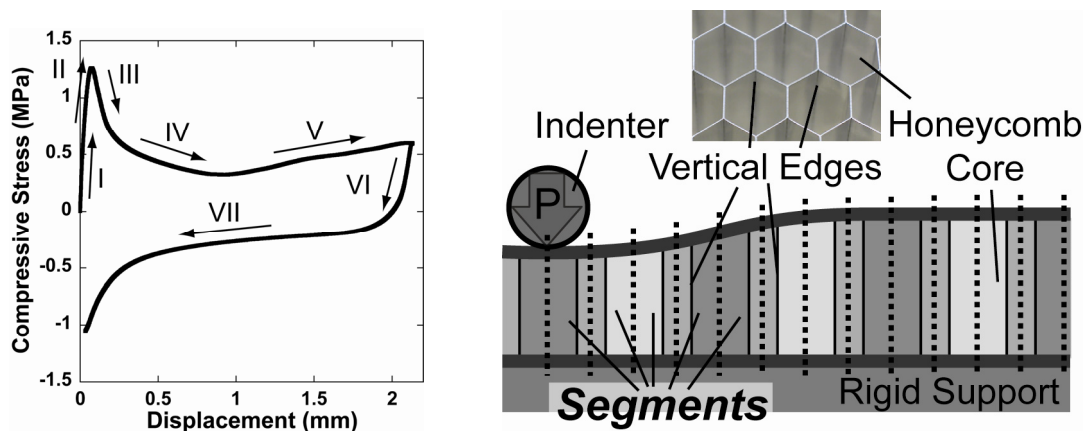 1.5
1
0.5
0
-0.5
-1
-1.5
Compressive Stress (MPa)
0
0.5
1
1.5
2
Displacement (mm)
I
II
III
IV
V
VI
VII
Indenter
P
Vertical Edges
Honeycomb
Core
Segments
Rigid Support